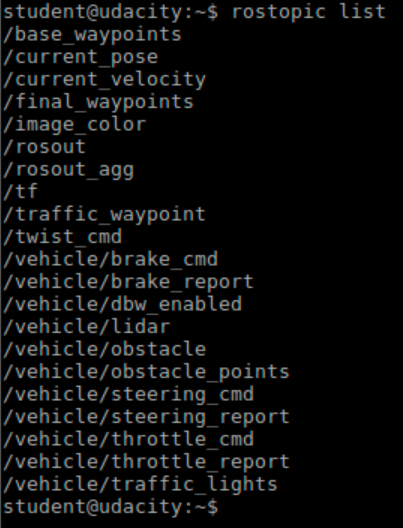 student@udacity:~$ rostopic list
/base_waypoints
/current_pose
/current_velocity
/final_waypoints
/image_color
/rosout
/rosout_agg
/tf
/traffic_waypoint
/twist_cmd
/vehicle/brake_cmd
/vehicle/brake_report
/vehicle/dbw_enabled
/vehicle/lidar
/vehicle/obstacle
/vehicle/obstacle_points
/vehicle/steering_cmd
/vehicle/steering_report
/vehicle/throttle_cmd
/vehicle/throttle_report
/vehicle/traffic_lights
student@udacity:~$